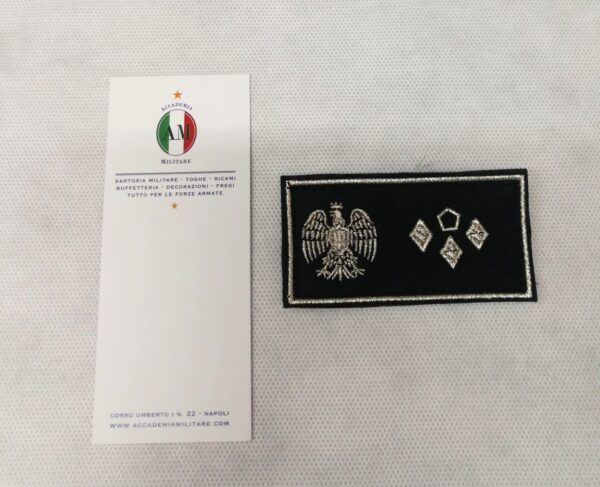 ACCADEMIA
AM
MILITARE
SARTORIA MILITARE - TOGHE - RICAMI
BUFFETTERIA - DECORAZIONI - FREGI
TUTTO PER LE FORZE ARMATE
CORSO UMBERTO I N. 22 - NAPOLI
WWW.ACCADEMIAMILITARE.COM